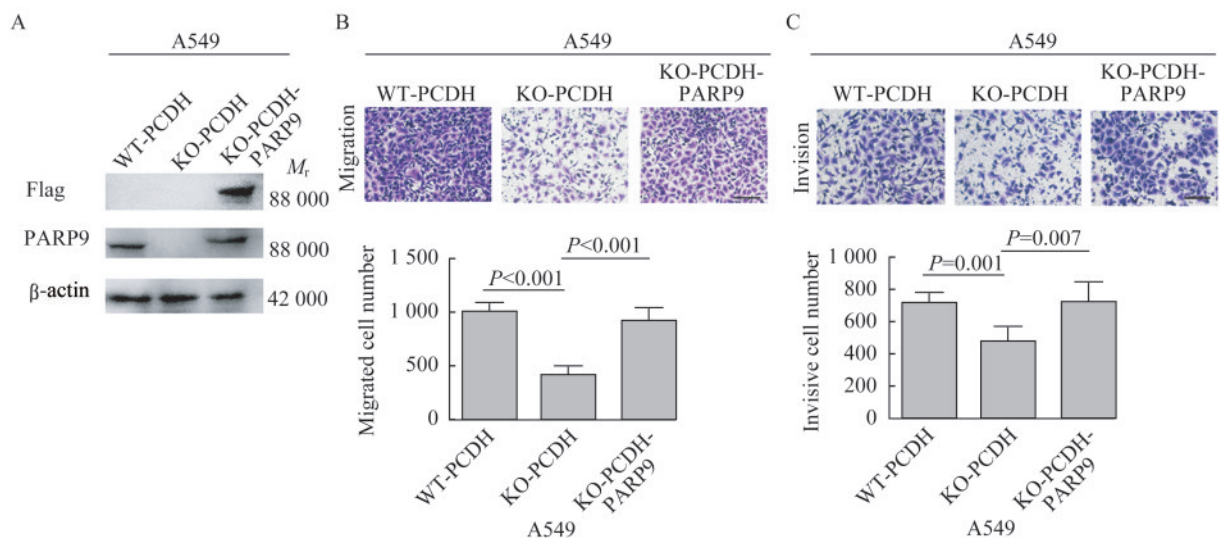 A
A549
WT-PCDH
KO-PCDH
KO-PCDH-
PARP9
Mr
Flag
88 000
PARP9
88 000
β-actin
42 000
B
A549
WT-PCDH
KO-PCDH
KO-PCDH-
PARP9
Migration
Migrated cell number
1 500
1 000
500
0
P<0.001
P<0.001
WT-PCDH
KO-PCDH
KO-PCDH-
PARP9
A549
C
A549
WT-PCDH
KO-PCDH
KO-PCDH-
PARP9
Invision
Invisive cell number
1 000
800
600
400
200
0
P=0.007
P=0.001
WT-PCDH
KO-PCDH
KO-PCDH-
PARP9
A549